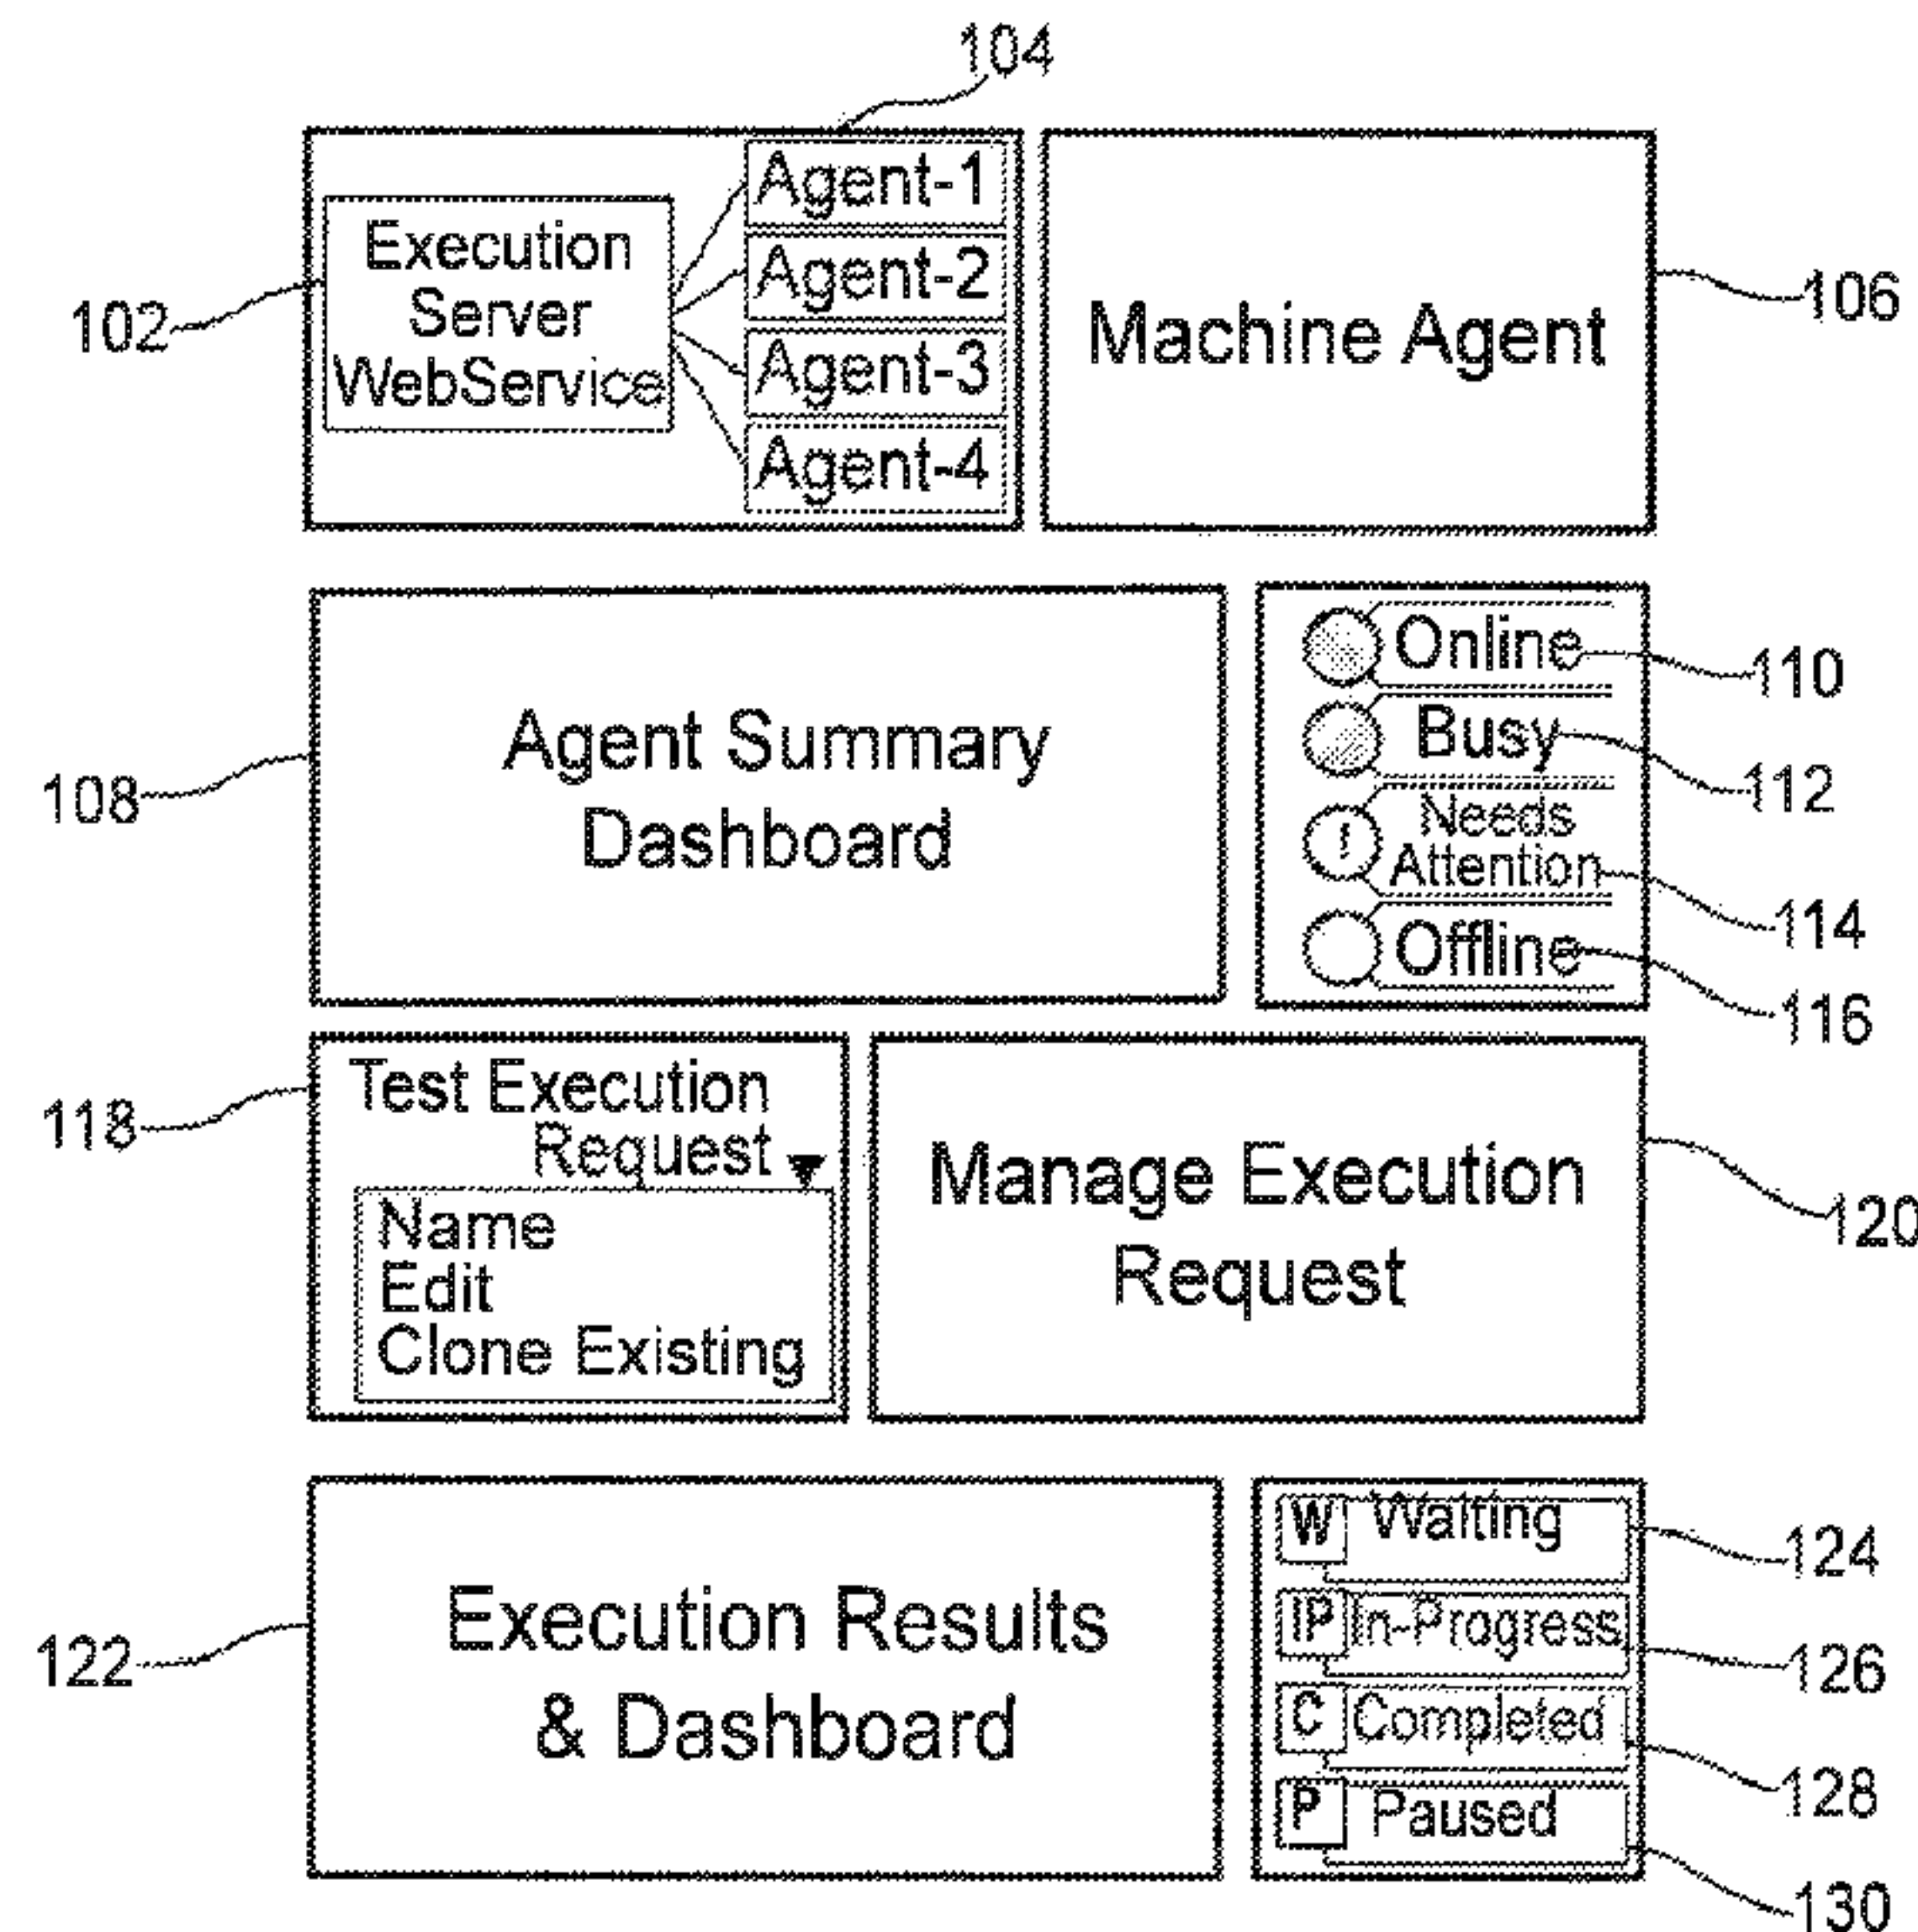 104
Execution
Server
WebService
Agent-1
Agent-2
Agent-3
Agent-4
Machine Agent
102
106
Agent Summary
Dashboard
108
Online
Busy
Needs
Attention
Offline
110
112
114
116
Test Execution
Request
Name
Edit
Clone Existing
118
Manage Execution
Request
120
Execution Results
& Dashboard
122
W Waiting
IP In-Progress
C Completed
P Paused
124
126
128
130